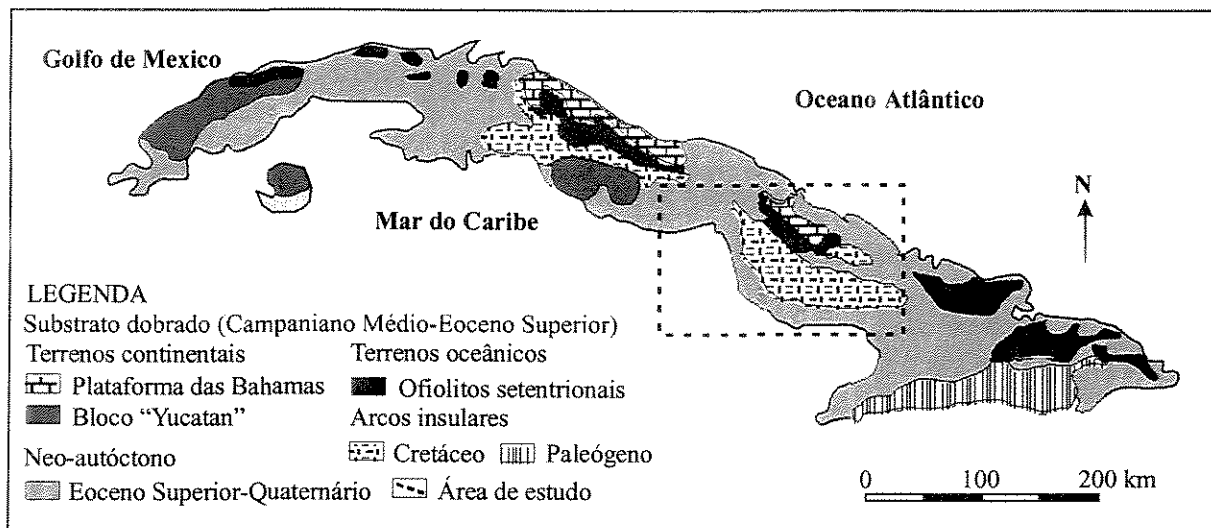 Golfo de Mexico
Oceano Atlântico
N
Mar do Caribe
LEGENDA
Substrato dobrado (Campaniano Médio-Eoceno Superior)
Terrenos continentais
Plataforma das Bahamas
Bloco “Yucatan”
Terrenos oceânicos
Ofiolitos setentrionais
Arcos insulares
Cretáceo
Paleógeno
Neo-autóctono
Eoceno Superior-Quaternário
Área de estudo
0 100 200 km